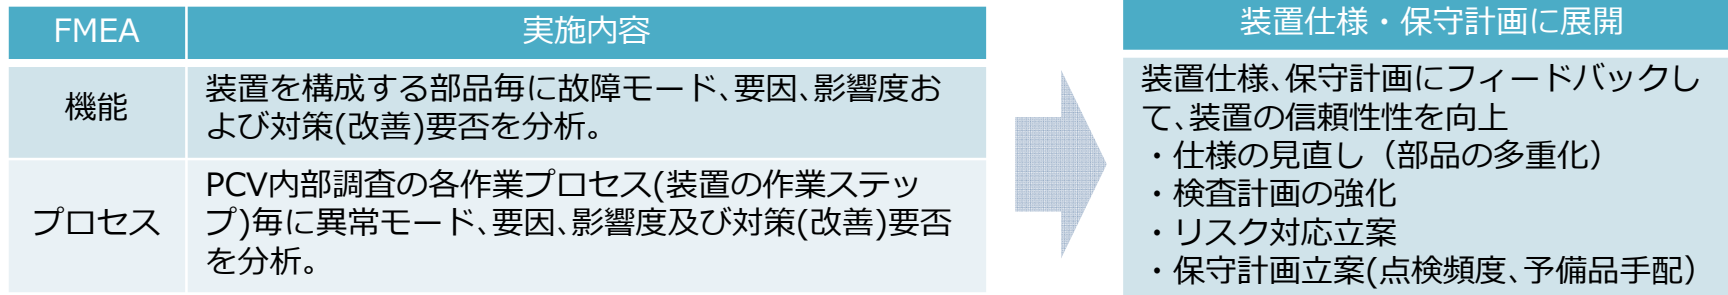 FMEA
実施内容
機能
装置を構成する部品毎に故障モード、要因、影響度お
よび対策(改善)要否を分析。
プロセス
PCV内部調査の各作業プロセス(装置の作業ステッ
プ)毎に異常モード、要因、影響度及び対策(改善)要否
を分析。
装置仕様・保守計画に展開
装置仕様、保守計画にフィードバックし
て、装置の信頼性性を向上
・仕様の見直し（部品の多重化）
・検査計画の強化
・リスク対応立案
・保守計画立案(点検頻度、予備品手配）